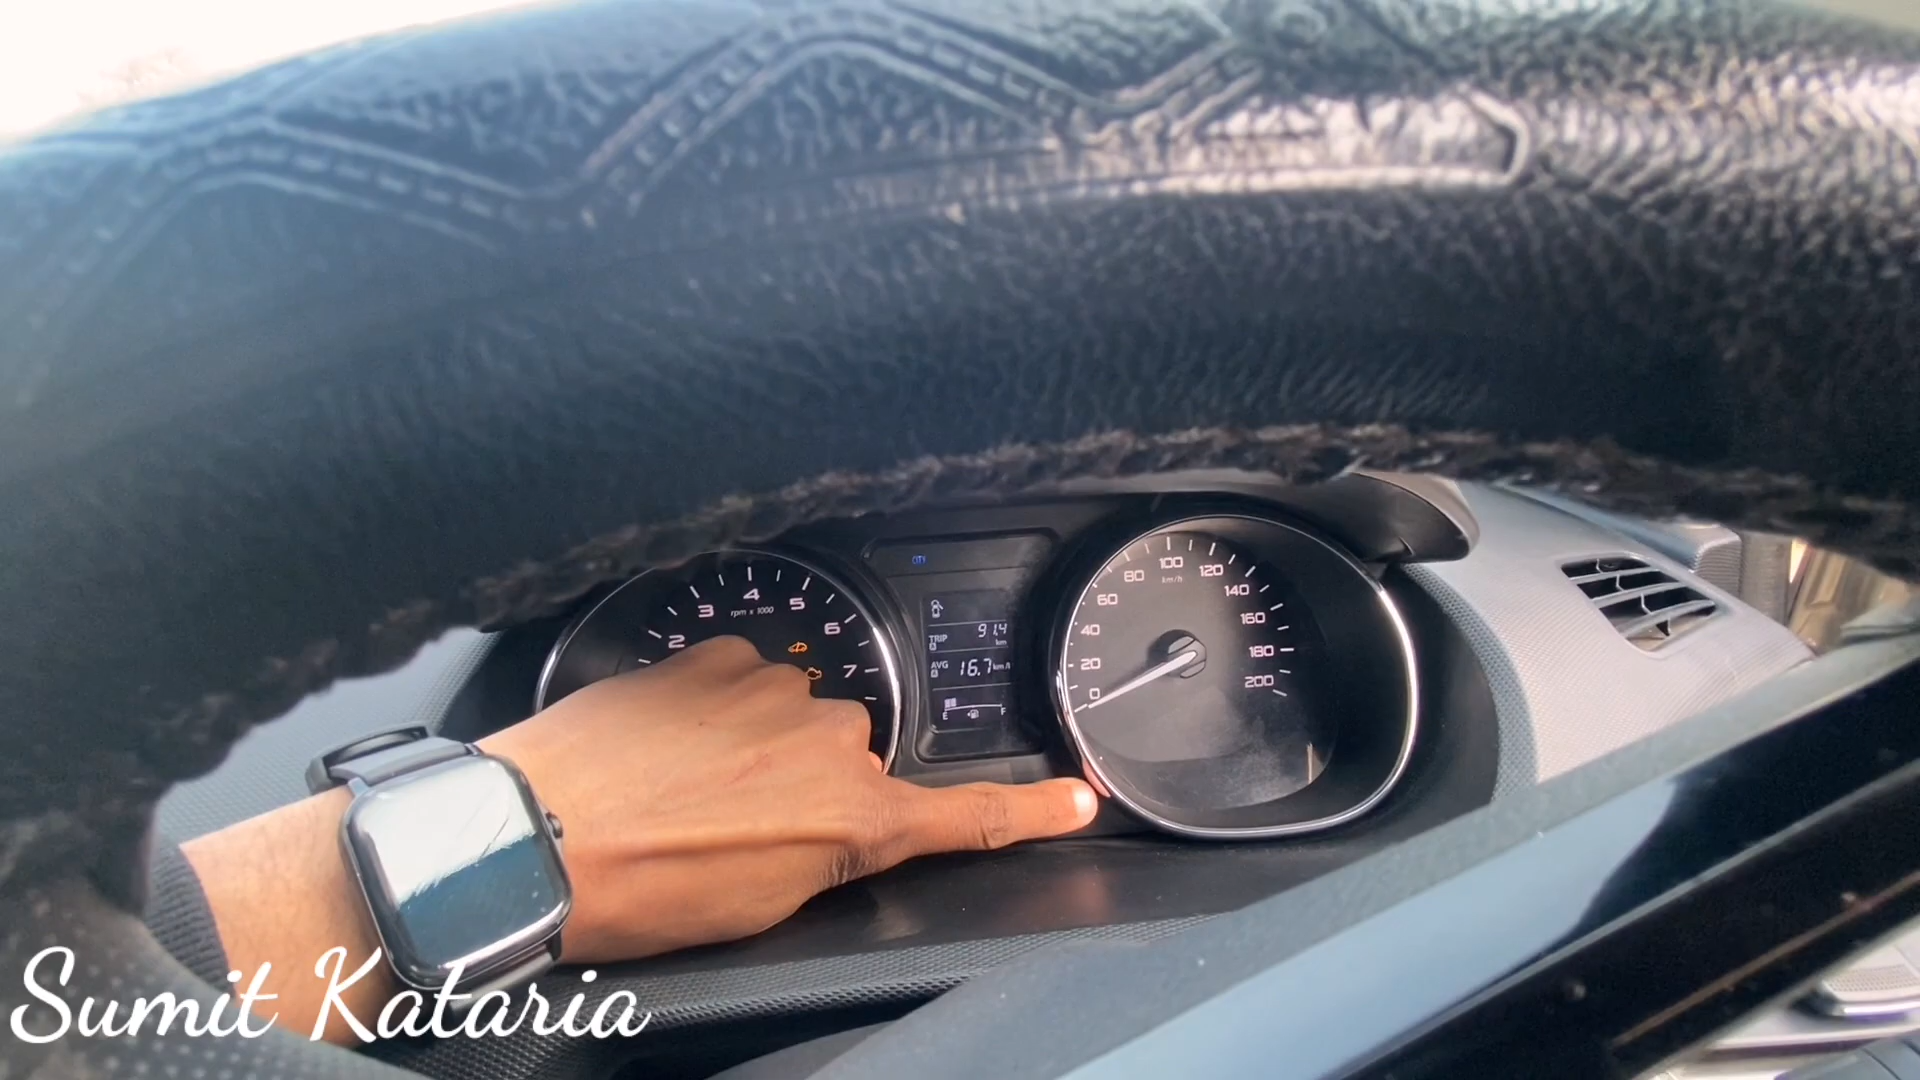 80 100 120
km/h
60 140
40 160
20 180
0 200
4
3 5
rpm x 1000
2 6
7
TRIP 91.4
km
AVG 16.7 km/l
E F
Sumit Kataria